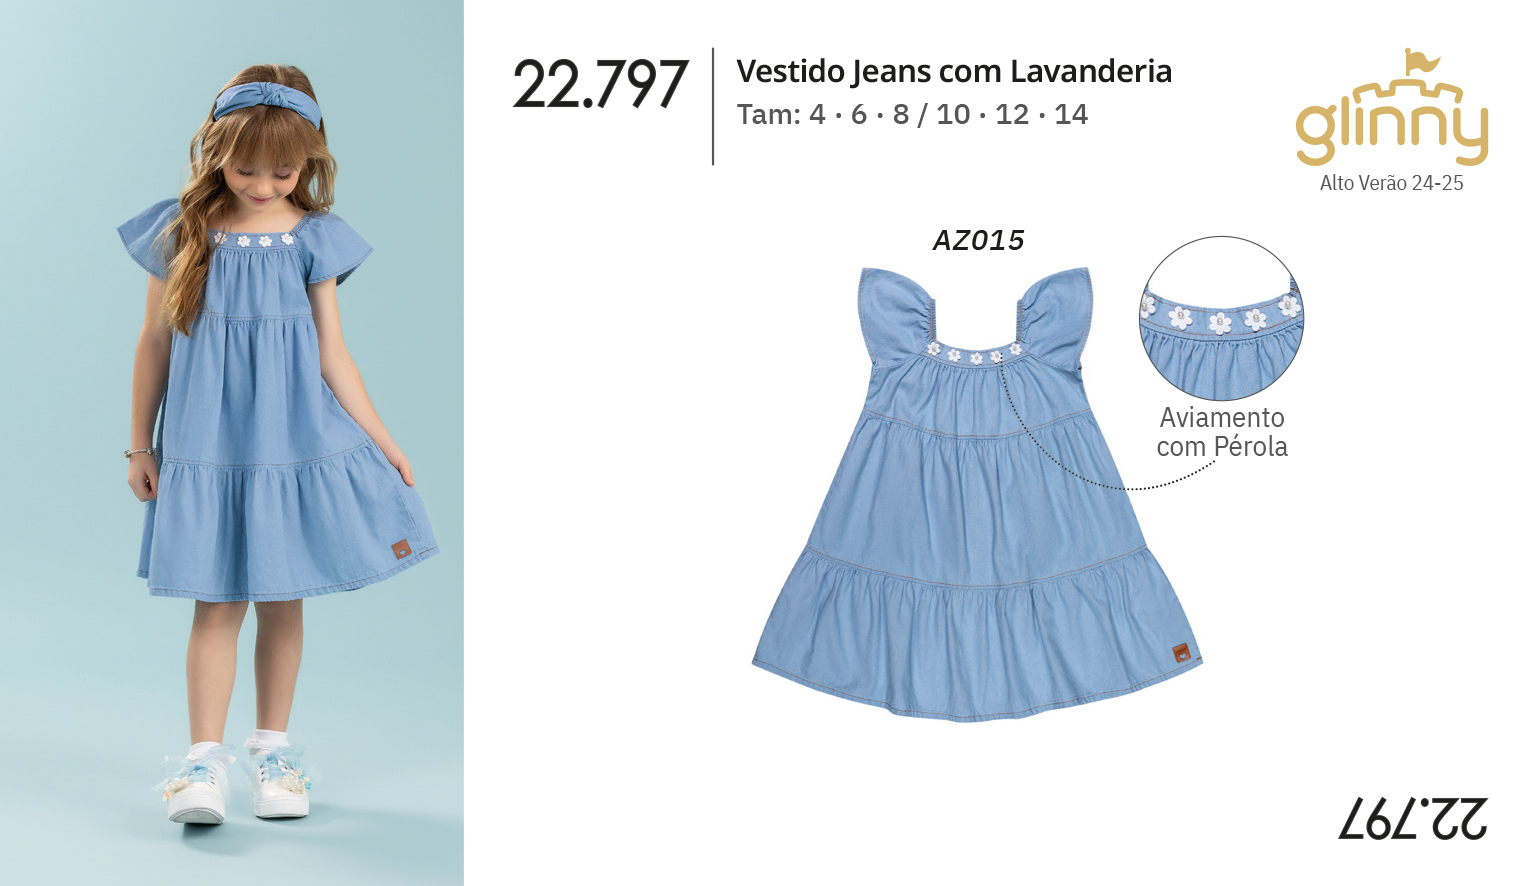 22.797
Vestido Jeans com Lavanderia
Tam: 4 · 6 · 8 / 10 · 12 · 14
glinny
Alto Verão 24-25
AZ015
Aviamento
com Pérola
22.797